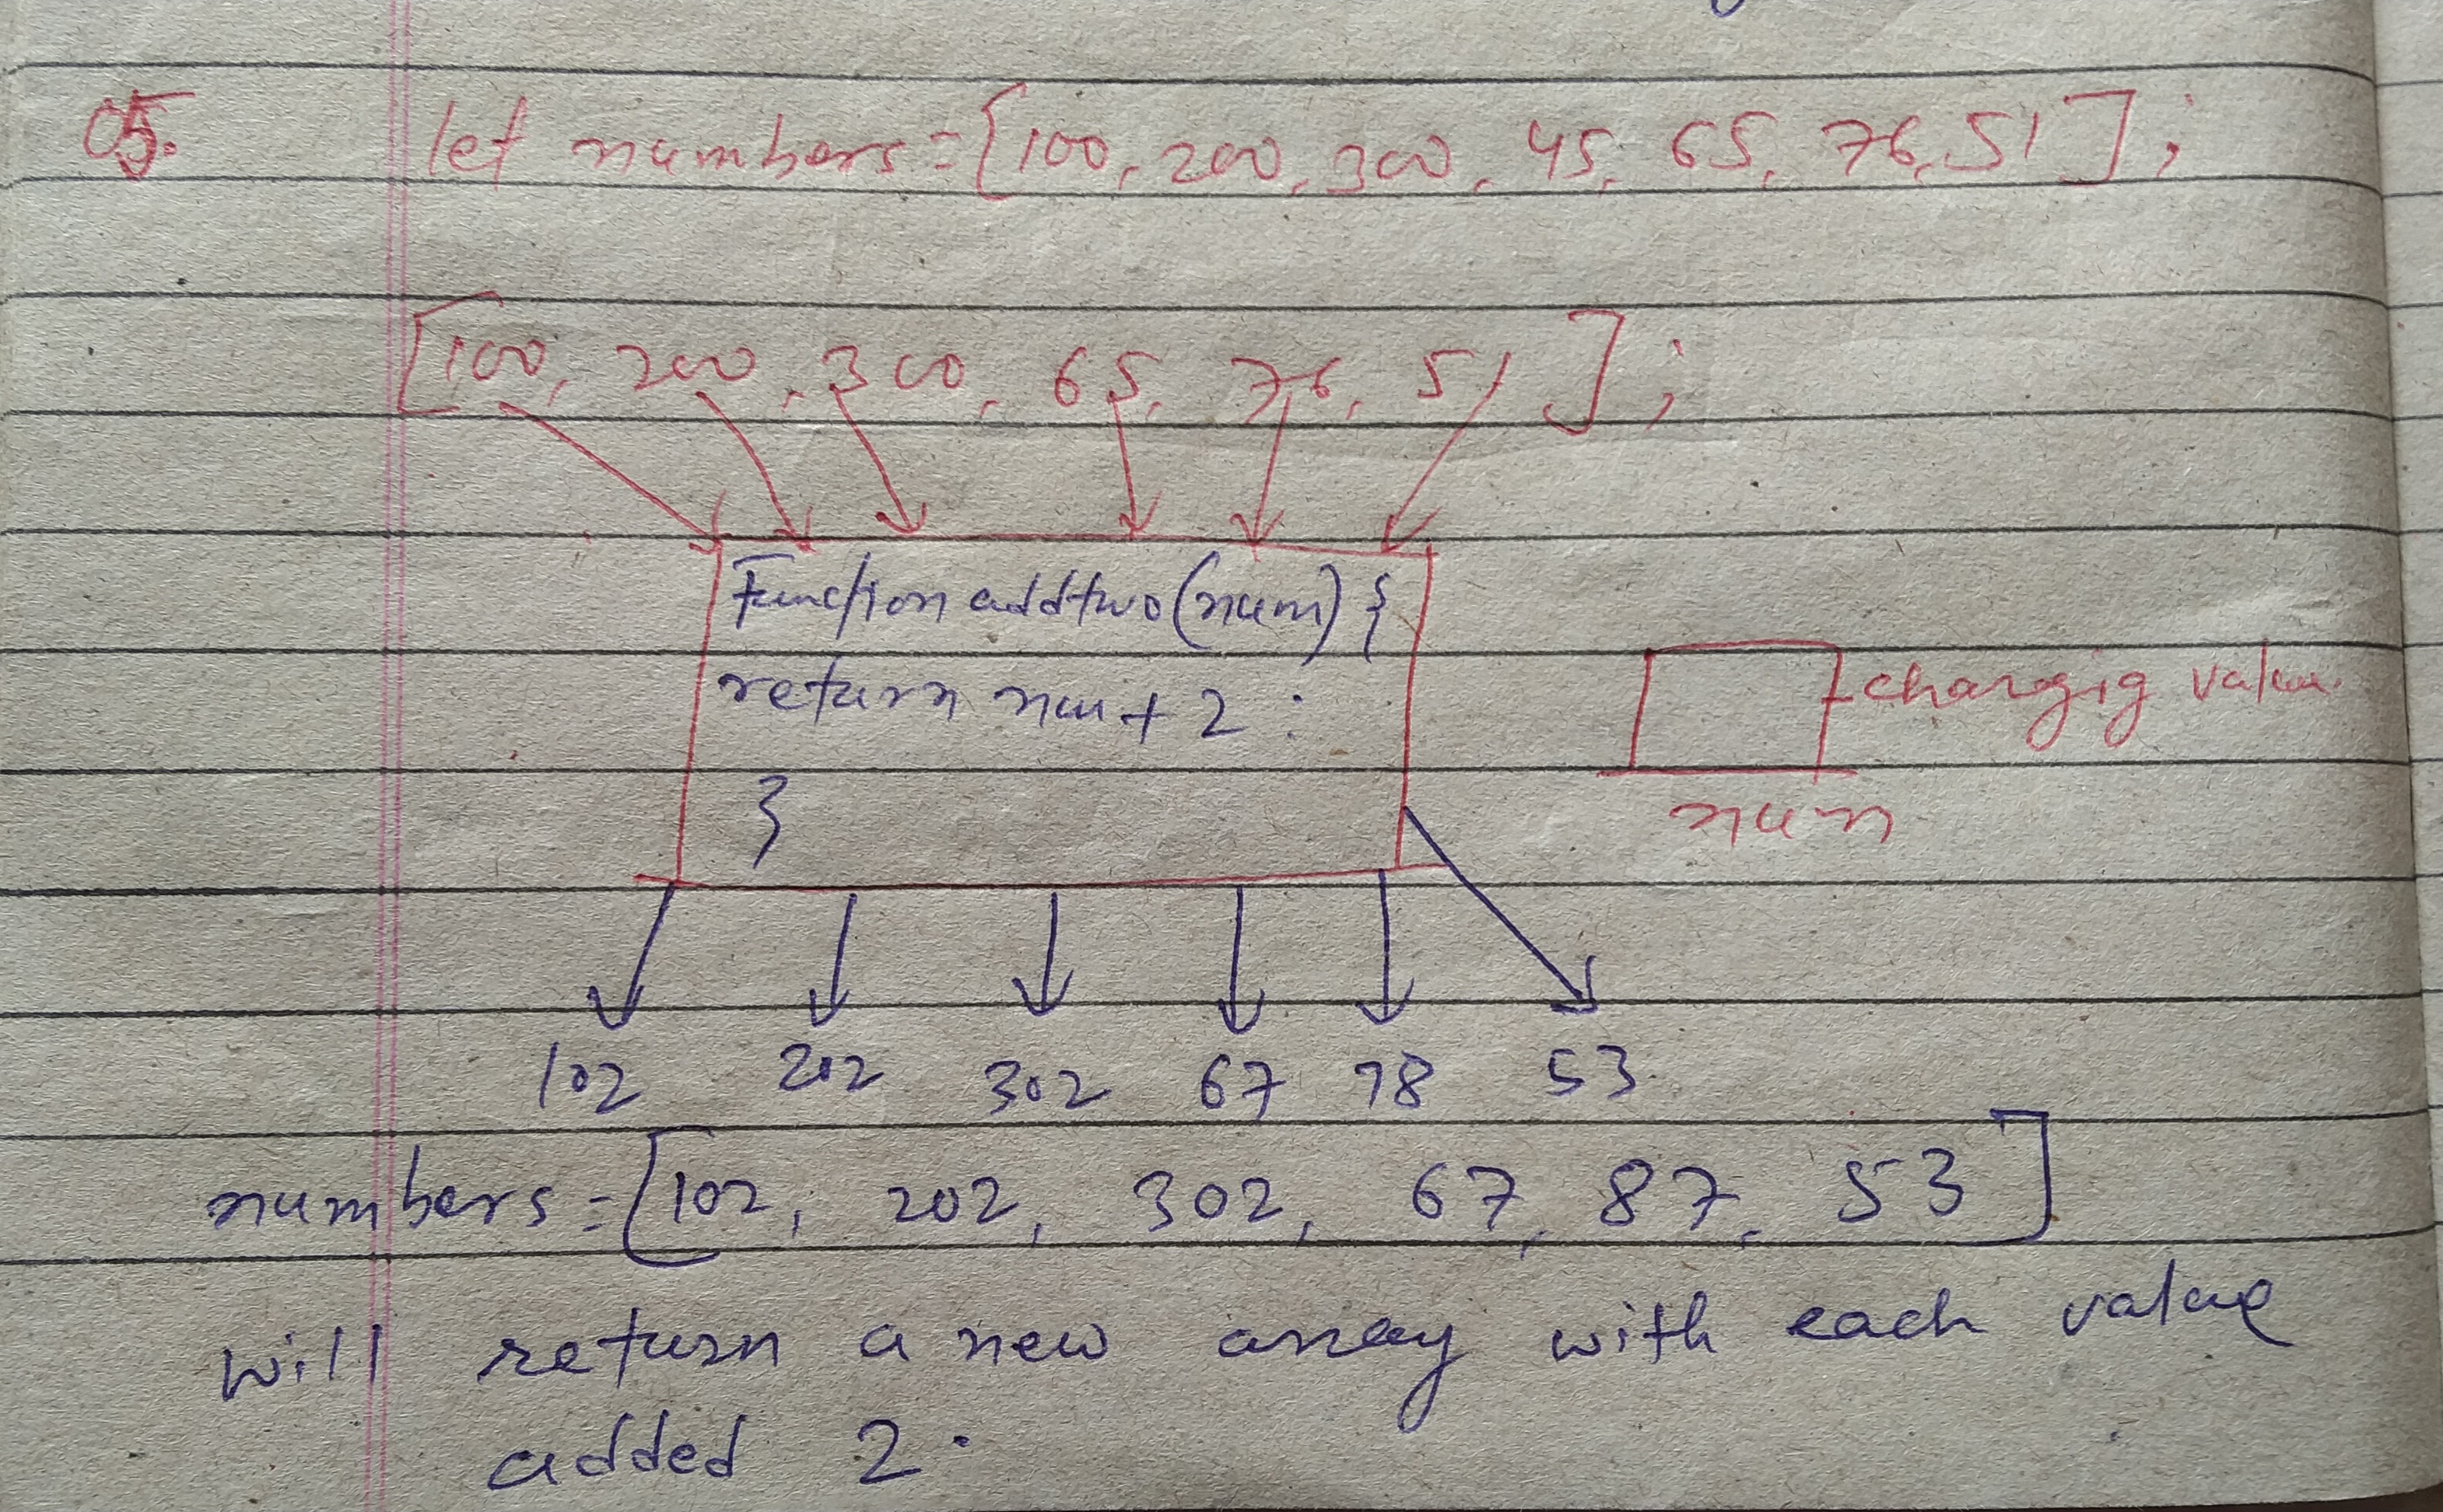 05. let numbers=[100, 200, 300, 45, 65, 76, 51];
[100, 200, 300, 65, 76, 51];
Function addtwo(num) {
return num + 2 :
}
changig value.
num
102 202 302 67 78 53
numbers=[102, 202, 302, 67, 87, 53]
will return a new array with each value
added 2.